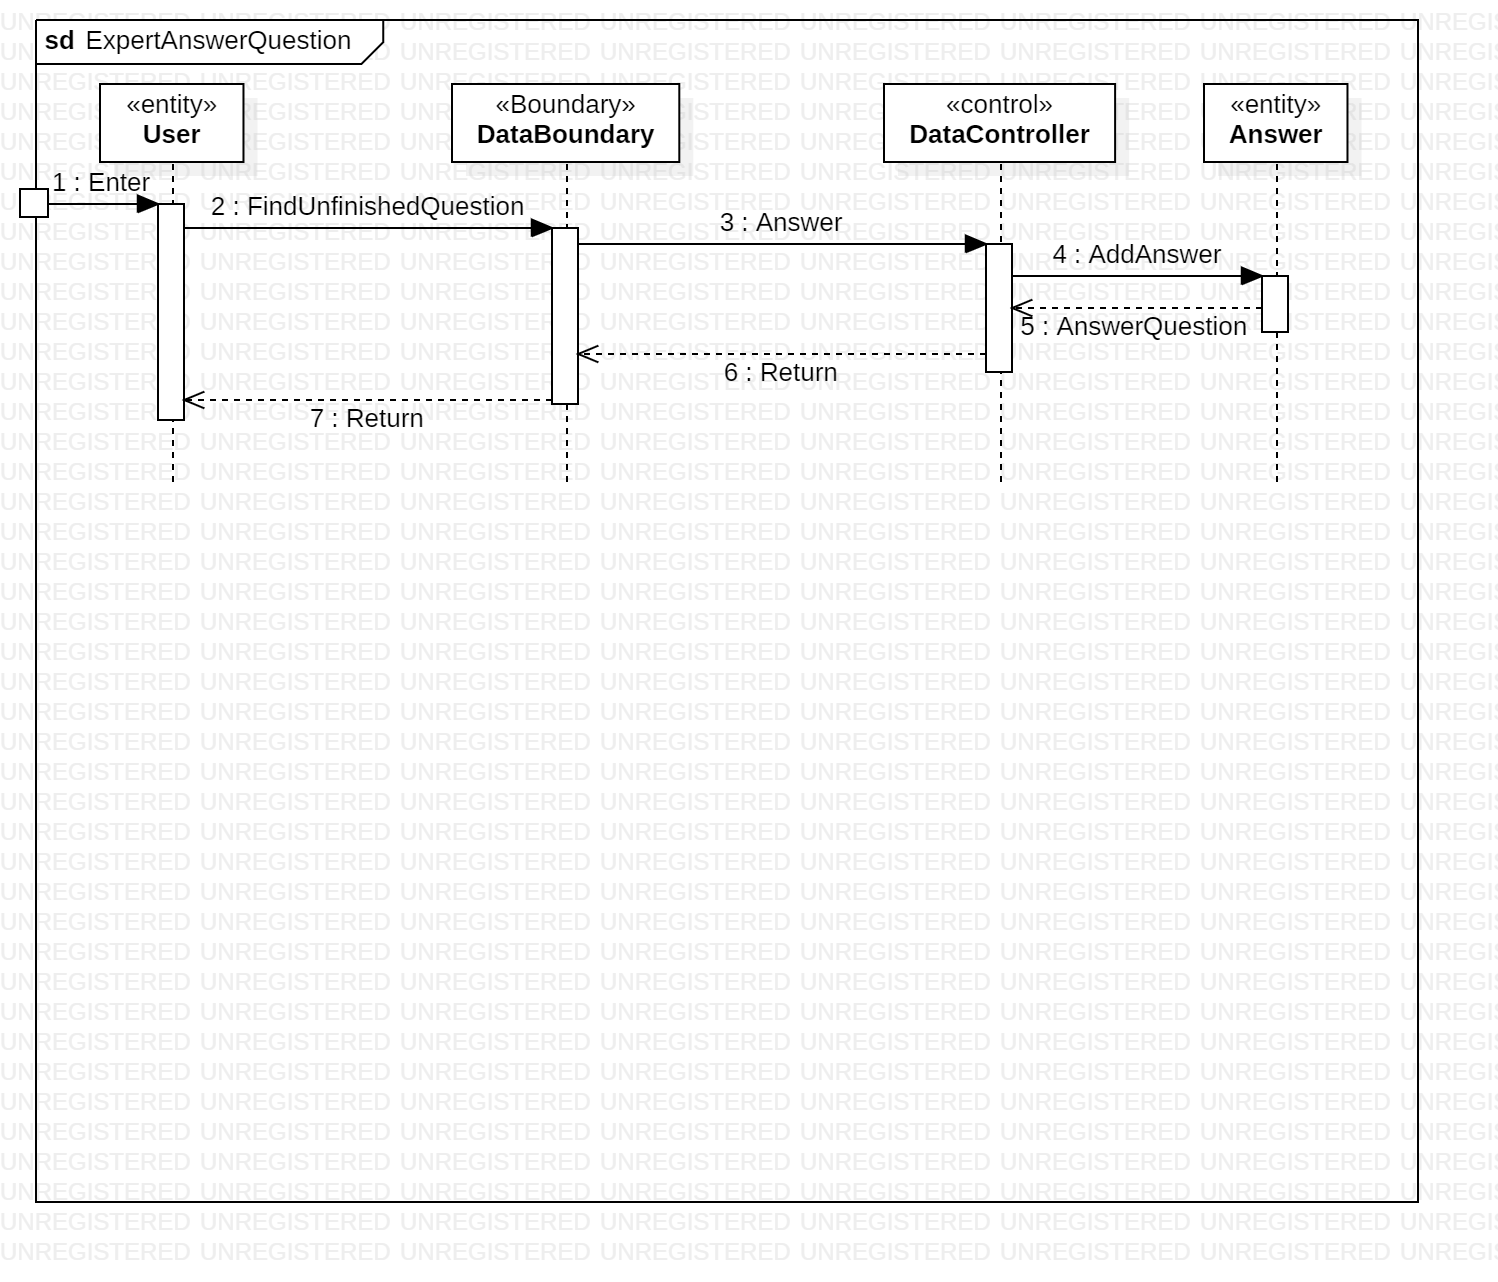 sd ExpertAnswerQuestion
«entity»
User
«Boundary»
DataBoundary
«control»
DataController
«entity»
Answer
1 : Enter
2 : FindUnfinishedQuestion
3 : Answer
4 : AddAnswer
5 : AnswerQuestion
6 : Return
7 : Return
UNREGISTERED